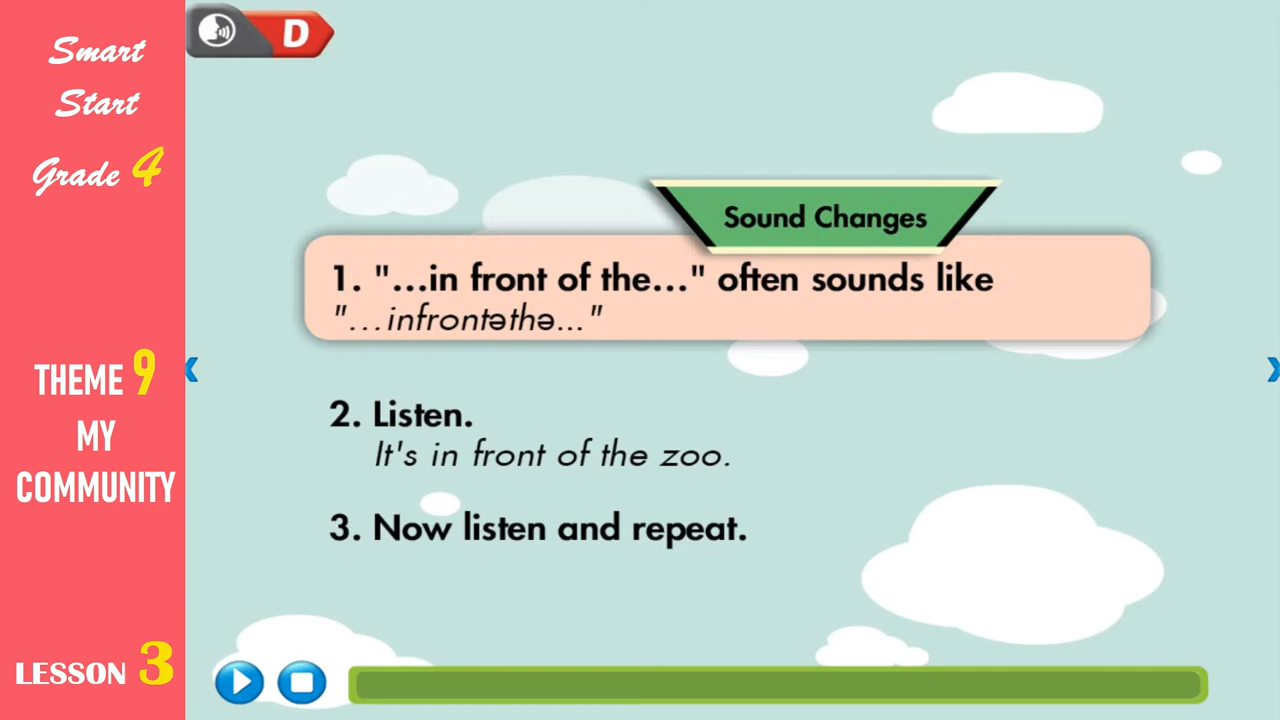 Smart
Start
Grade 4
THEME 9
MY
COMMUNITY
LESSON 3
D
Sound Changes
1. "...in front of the..." often sounds like
"...infrontəthə..."
2. Listen.
It's in front of the zoo.
3. Now listen and repeat.